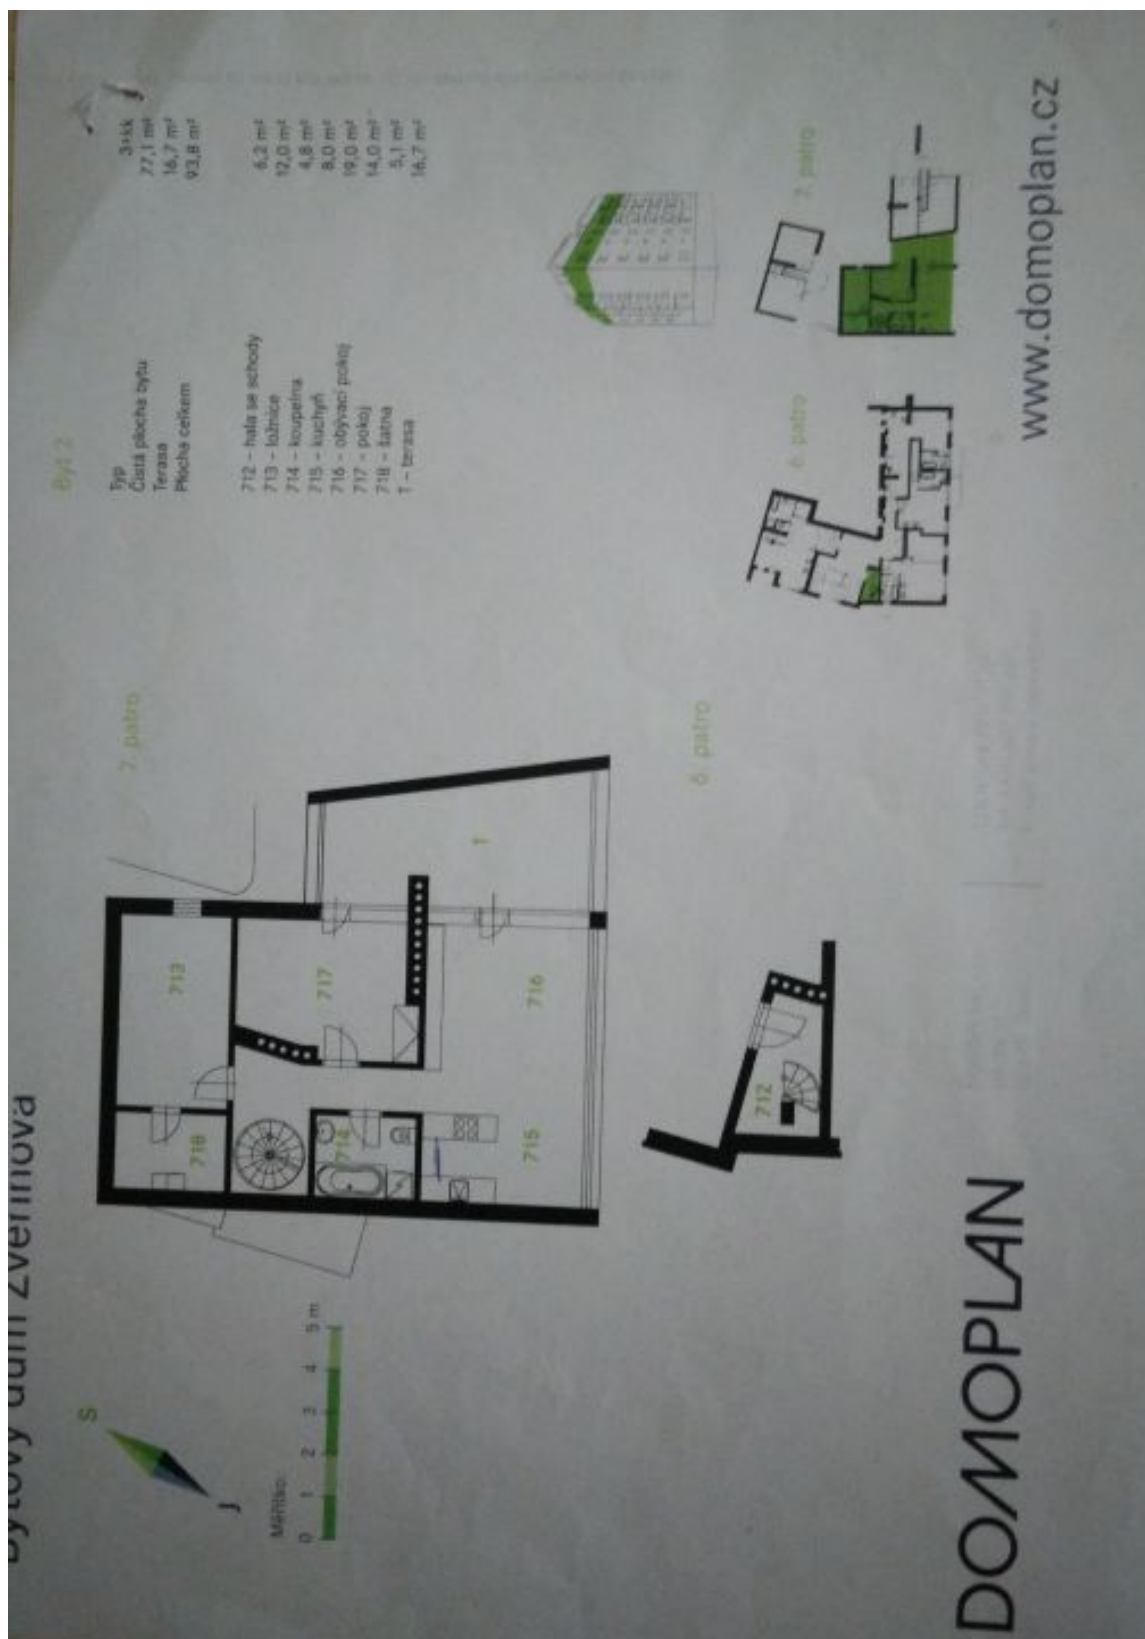 Bytový dům Zvěřinova
Byt 2
Typ 3+kk
Čistá plocha bytu 77,1 m²
Terasa 16,7 m²
Plocha celkem 93,8 m²
712 – hala se schody 6,2 m²
713 – ložnice 12,0 m²
714 – koupelna 4,8 m²
715 – kuchyň 8,0 m²
716 – obývací pokoj 19,0 m²
717 – pokoj 14,0 m²
718 – šatna 5,1 m²
T – terasa 16,7 m²
S
J
Měřítko:
0 1 2 3 4 5 m
7. patro
718
713
714
717
715
716
T
6. patro
712
6. patro
7. patro
DOMOPLAN
www.domoplan.cz